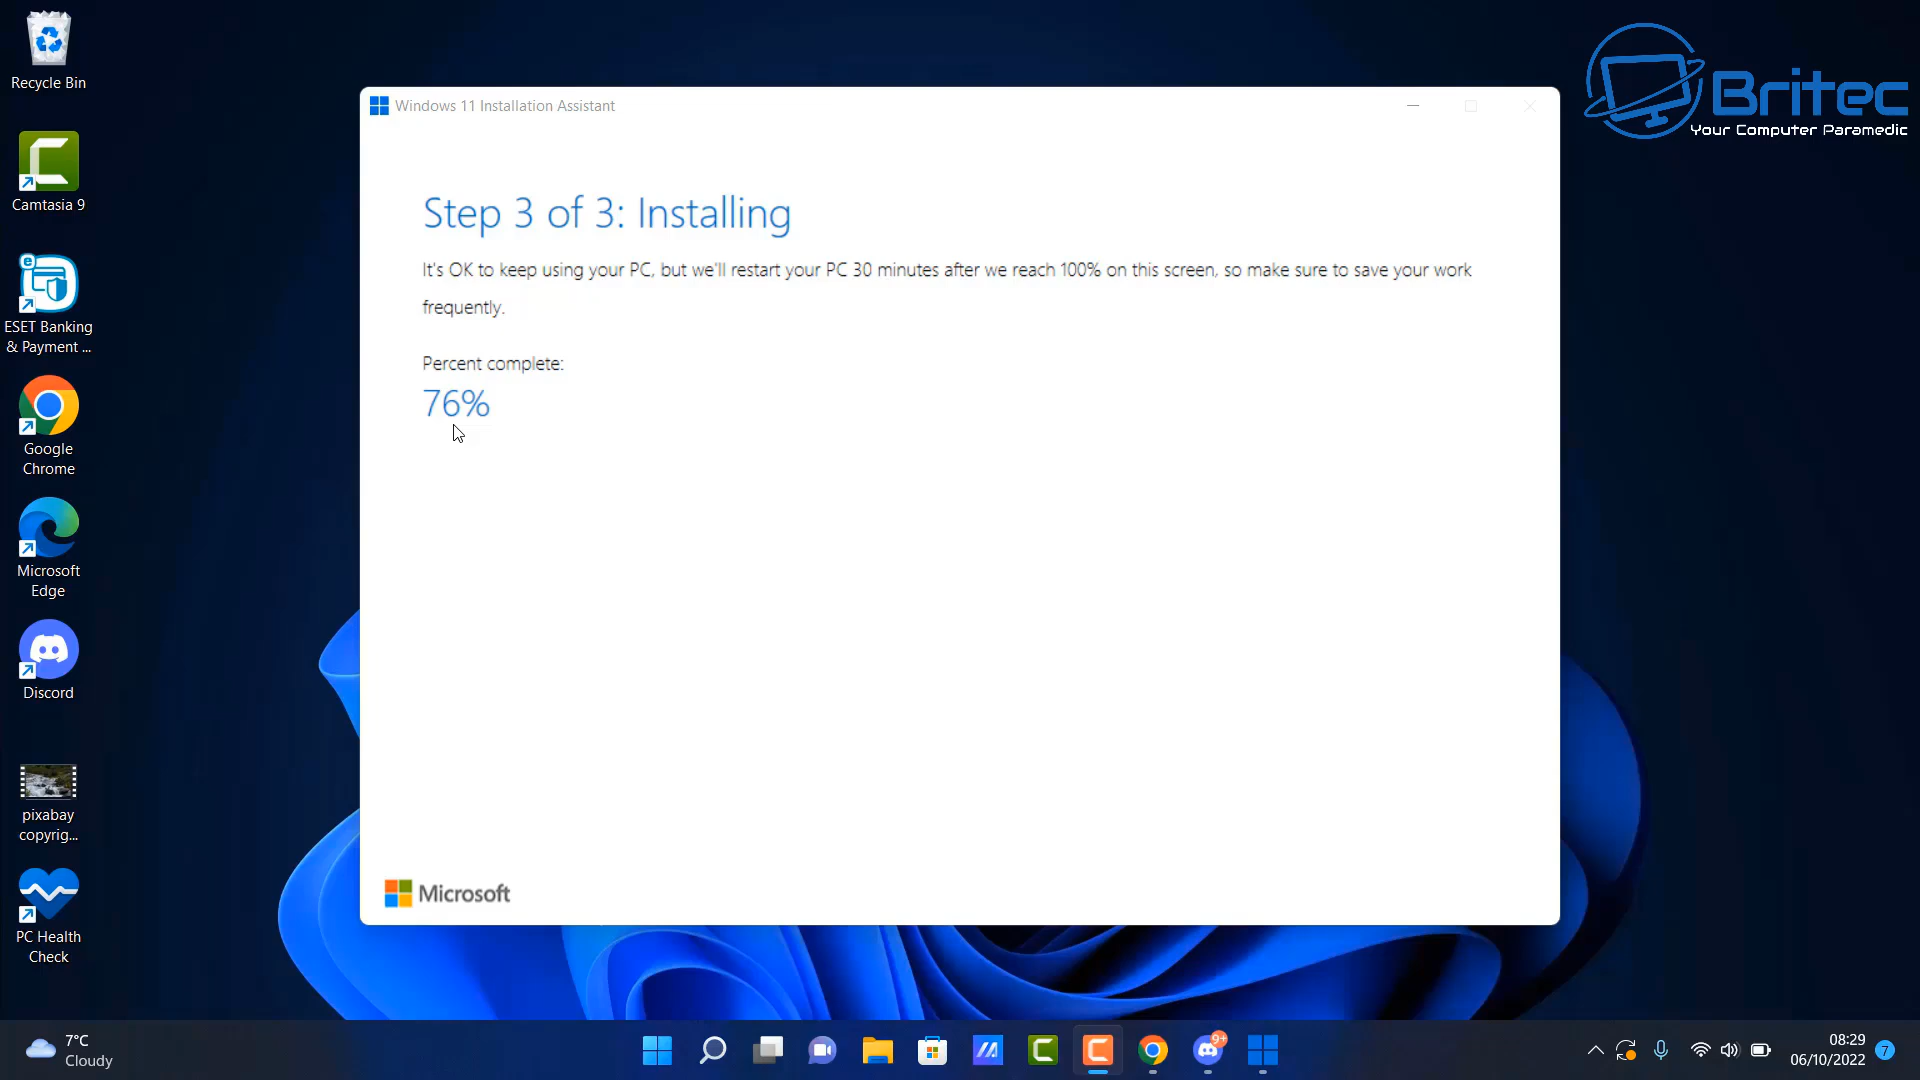 Recycle Bin
Camtasia 9
ESET Banking
& Payment ...
Google
Chrome
Microsoft
Edge
Discord
pixabay
copyrig...
PC Health
Check
Windows 11 Installation Assistant
Step 3 of 3: Installing
It's OK to keep using your PC, but we'll restart your PC 30 minutes after we reach 100% on this screen, so make sure to save your work
frequently.
Percent complete:
76%
Microsoft
Britec
Your Computer Paramedic
7°C
Cloudy
9+
08:29
06/10/2022
7